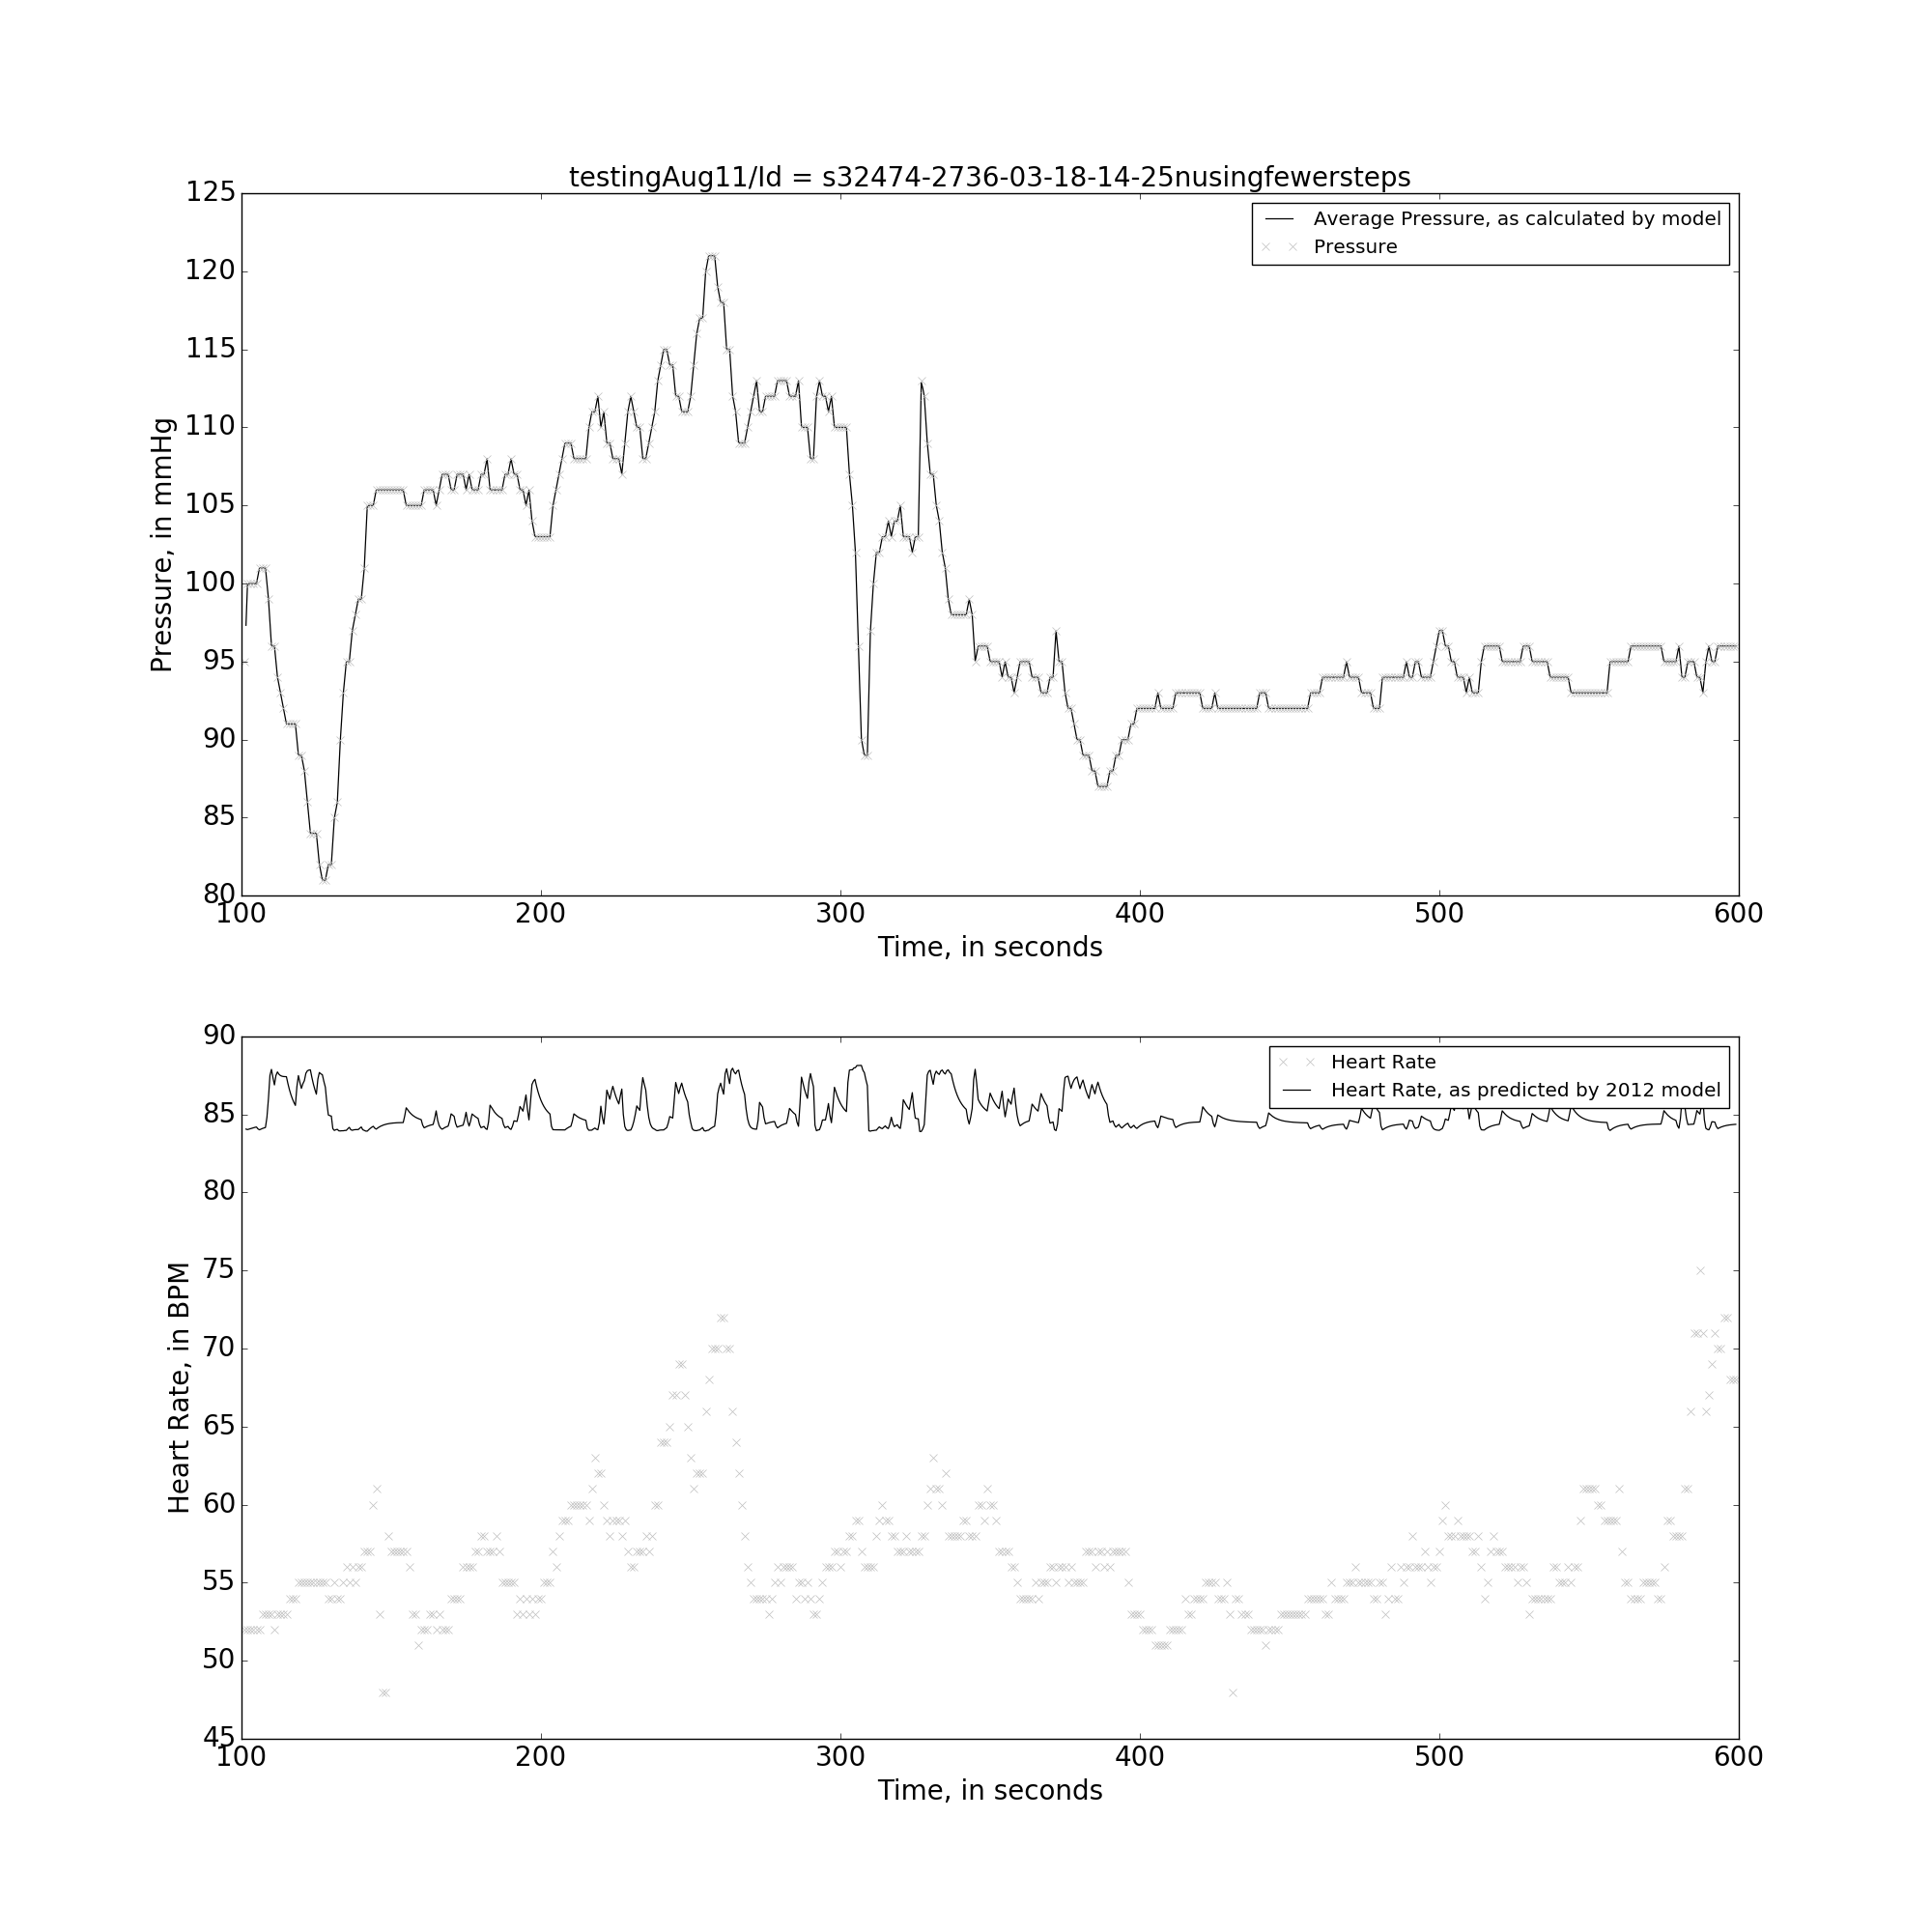 testingAug11/Id = s32474-2736-03-18-14-25nusingfewersteps
125
120
115
110
105
100
95
90
85
80
Pressure, in mmHg
Average Pressure, as calculated by model
Pressure
100 200 300 400 500 600
Time, in seconds
90
85
80
75
70
65
60
55
50
45
Heart Rate, in BPM
Heart Rate
Heart Rate, as predicted by 2012 model
100 200 300 400 500 600
Time, in seconds